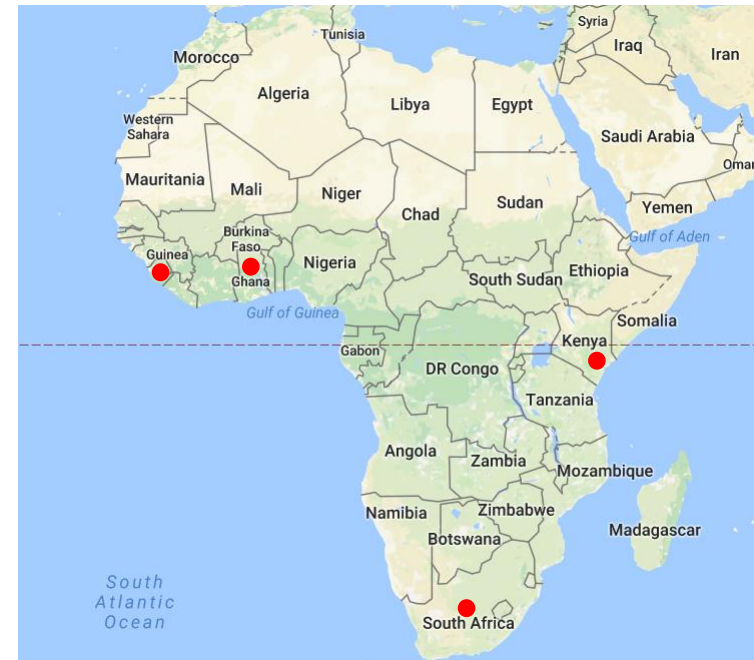 Syria
Tunisia
Morocco
Iraq
Iran
Algeria
Libya
Egypt
Western
Sahara
Saudi Arabia
Oman
Mauritania
Mali
Niger
Chad
Sudan
Yemen
Burkina
Faso
Gulf of Aden
Guinea
Nigeria
Ethiopia
South Sudan
Ghana
Gulf of Guinea
Somalia
Kenya
Gabon
DR Congo
Tanzania
Angola
Zambia
Mozambique
Namibia
Zimbabwe
Madagascar
Botswana
South
Atlantic
Ocean
South Africa